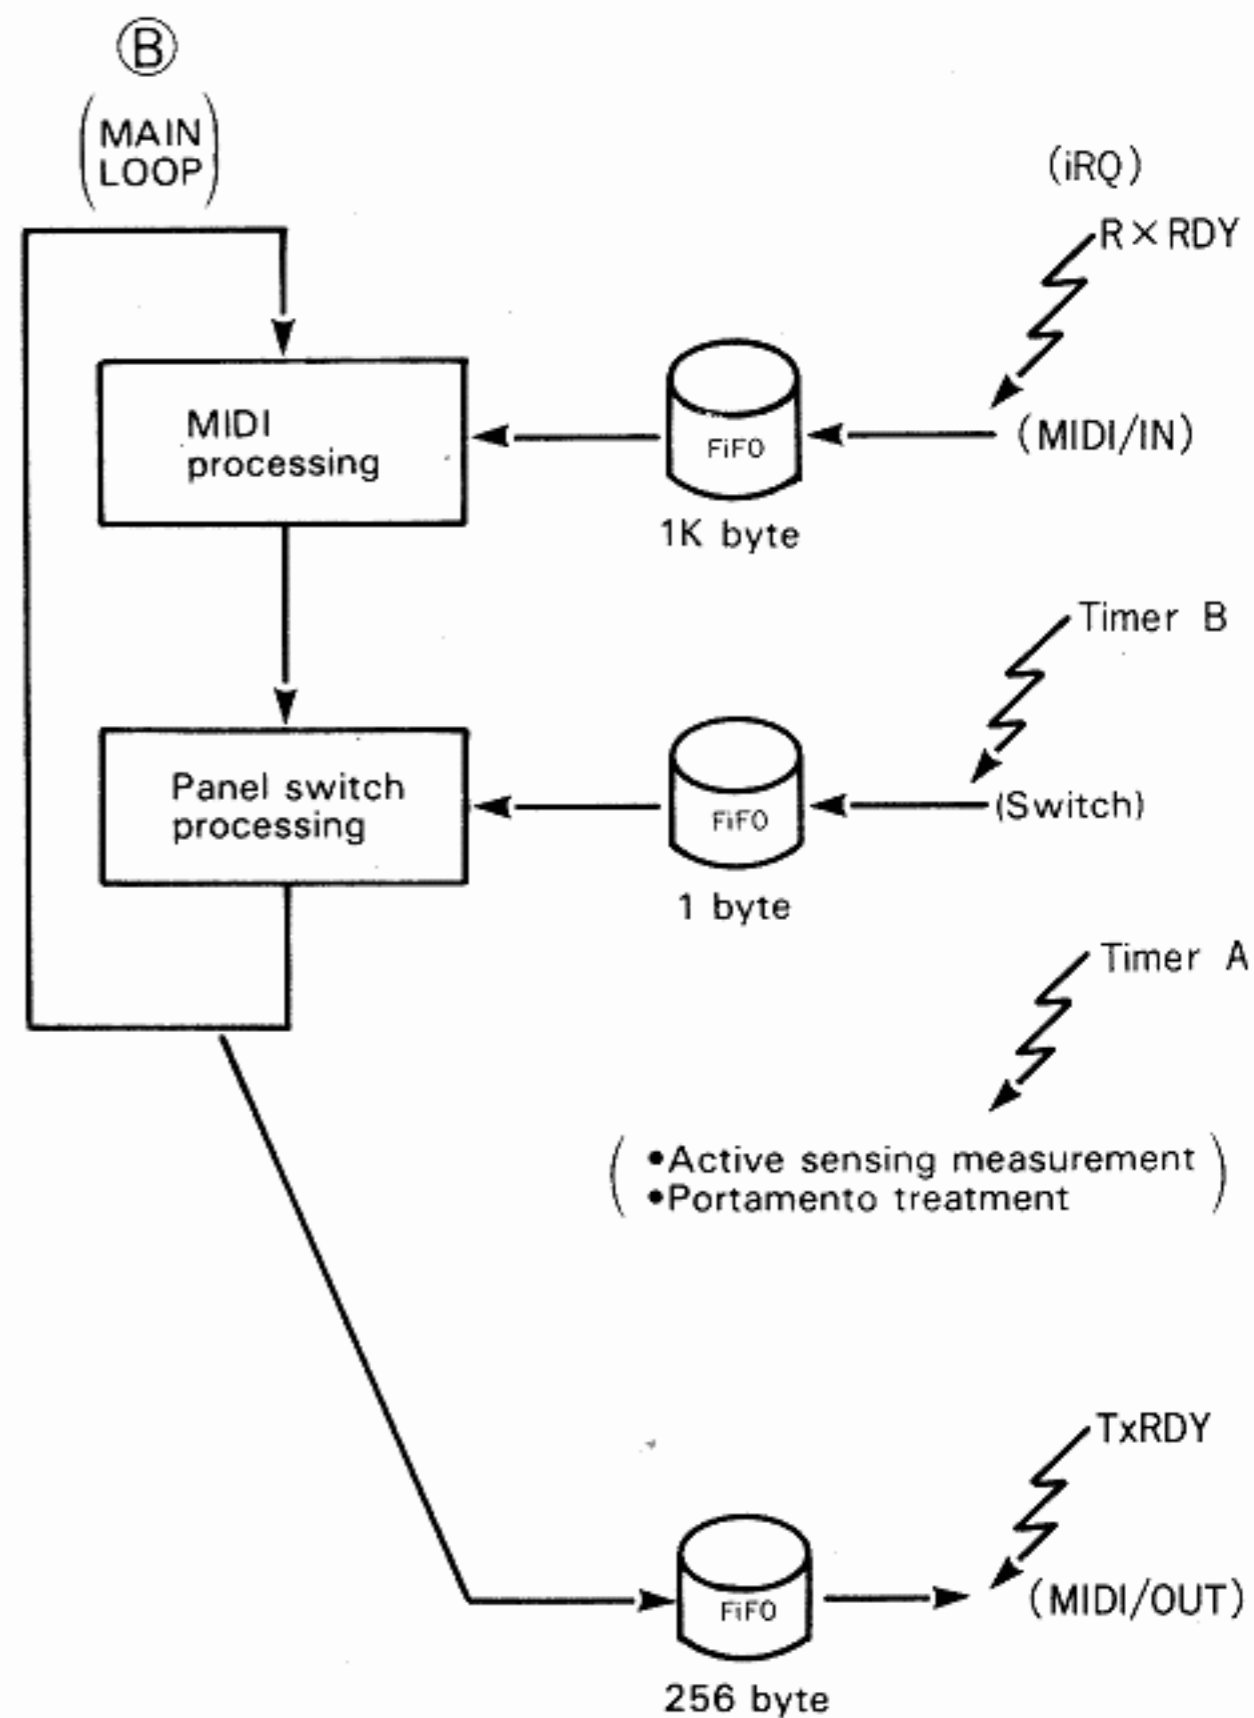 B
(MAIN
LOOP)
(iRQ)
R×RDY
MIDI
processing
FiFO
(MIDI/IN)
1K byte
Timer B
Panel switch
processing
FiFO
(Switch)
1 byte
Timer A
(•Active sensing measurement
•Portamento treatment)
TxRDY
FiFO
(MIDI/OUT)
256 byte